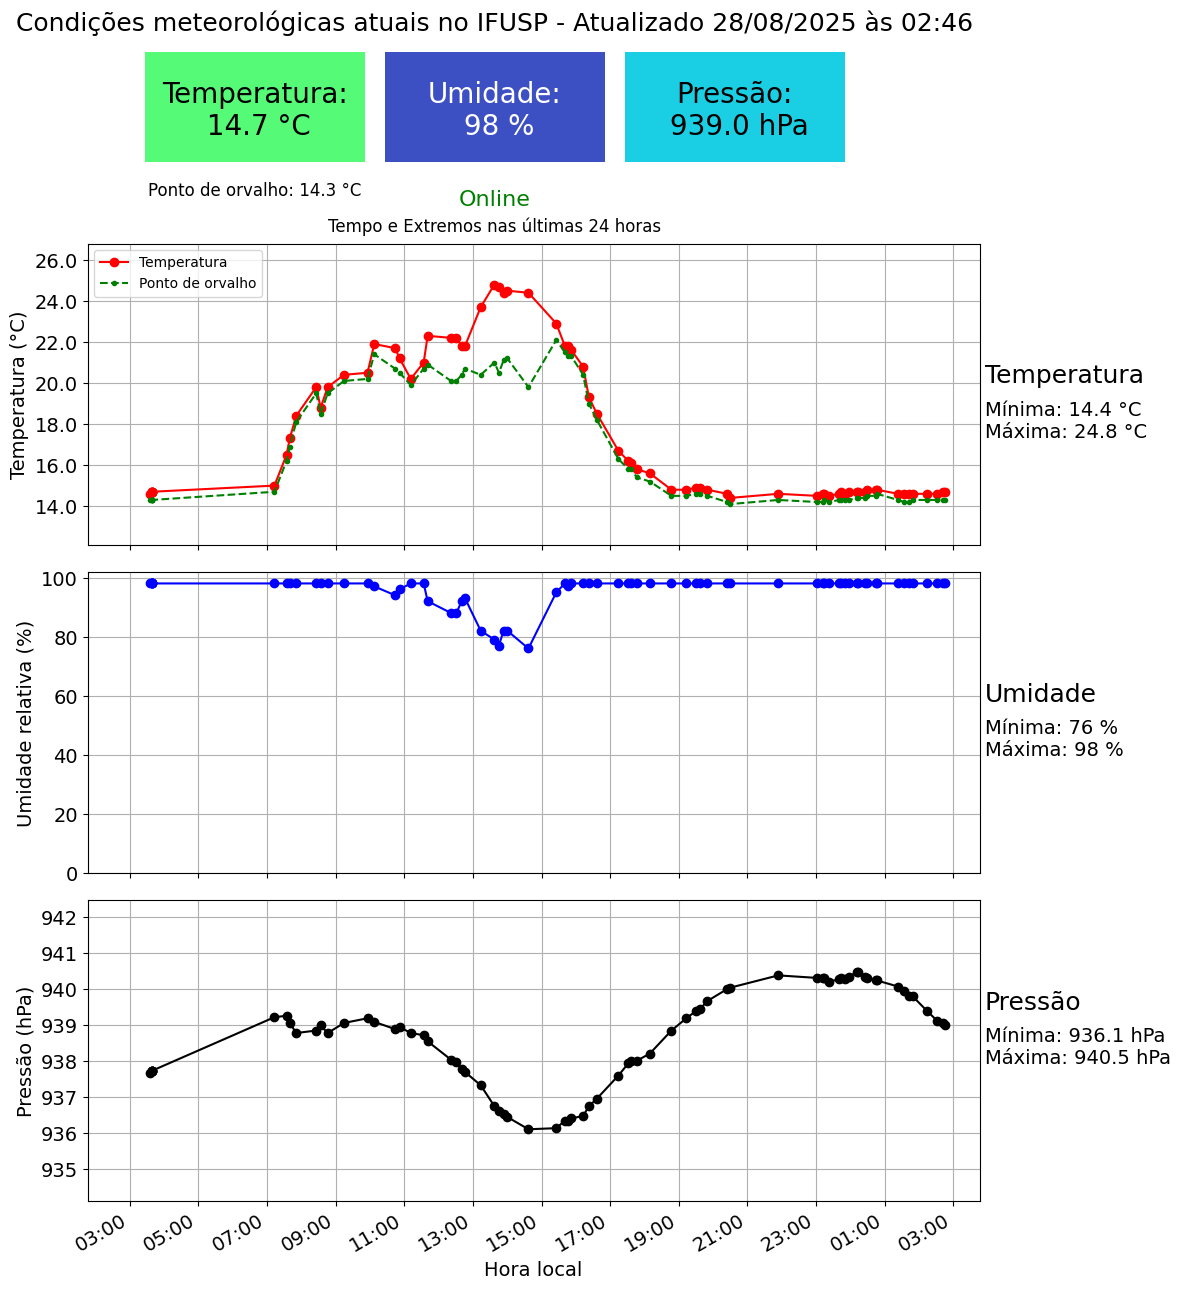 Condições meteorológicas atuais no IFUSP - Atualizado 28/08/2025 às 02:46
Temperatura:
14.7 °C
Umidade:
98 %
Pressão:
939.0 hPa
Ponto de orvalho: 14.3 °C
Online
Tempo e Extremos nas últimas 24 horas
Temperatura (°C)
26.0
24.0
22.0
20.0
18.0
16.0
14.0
Temperatura
Ponto de orvalho
Temperatura
Mínima: 14.4 °C
Máxima: 24.8 °C
Umidade relativa (%)
100
80
60
40
20
0
Umidade
Mínima: 76 %
Máxima: 98 %
Pressão (hPa)
942
941
940
939
938
937
936
935
Pressão
Mínima: 936.1 hPa
Máxima: 940.5 hPa
03:00 05:00 07:00 09:00 11:00 13:00 15:00 17:00 19:00 21:00 23:00 01:00 03:00
Hora local